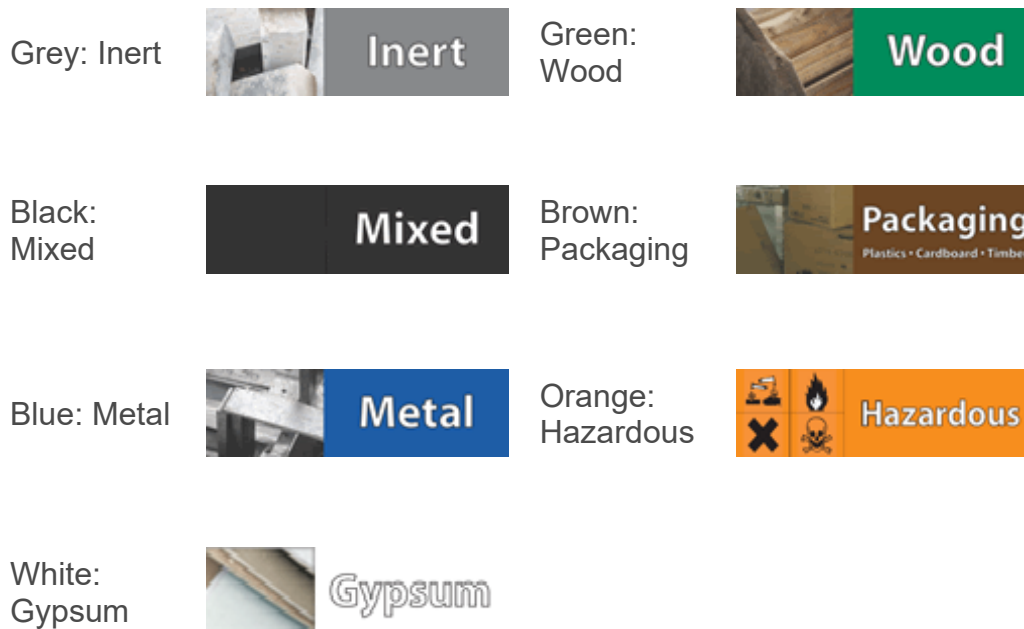 Grey: Inert
Inert
Green:
Wood
Wood
Black:
Mixed
Mixed
Brown:
Packaging
Packaging
Plastics • Cardboard •
Blue: Metal
Metal
Orange:
Hazardous
Hazardous
White:
Gypsum
Gypsum